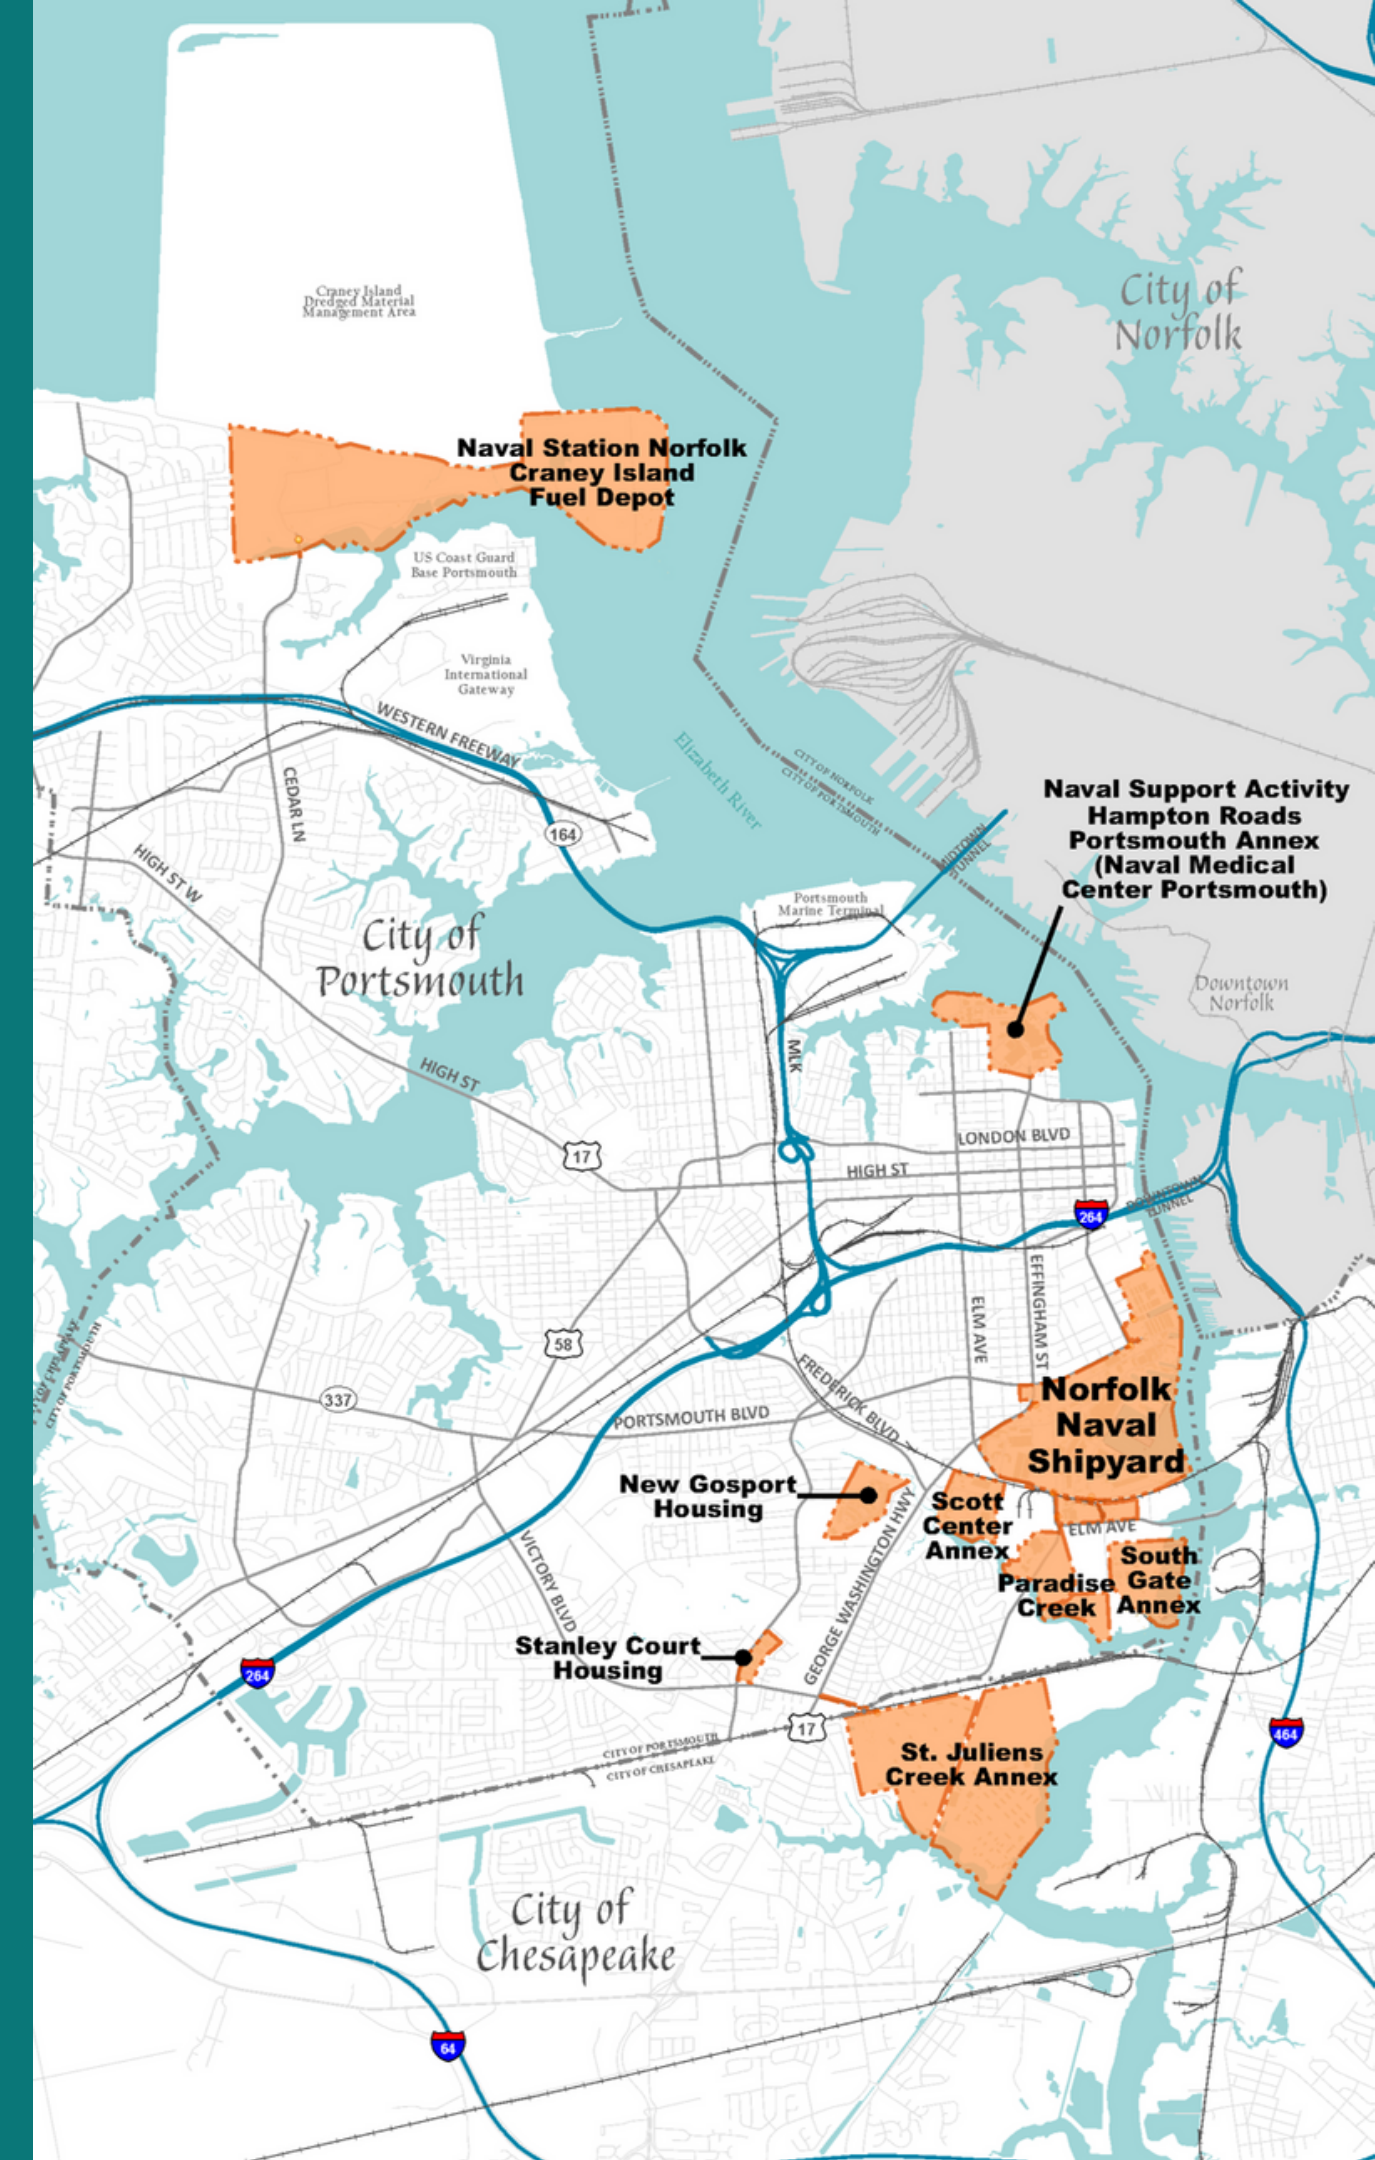 Craney Island
Dredged Material
Management Area
City of
Norfolk
Naval Station Norfolk
Craney Island
Fuel Depot
US Coast Guard
Base Portsmouth
Virginia
International
Gateway
WESTERN FREEWAY
Elizabeth River
CITY OF NORFOLK
CITY OF PORTSMOUTH
CEDAR LN
164
MIDTOWN
TUNNEL
Naval Support Activity
Hampton Roads
Portsmouth Annex
(Naval Medical
Center Portsmouth)
HIGH ST W
Portsmouth
Marine Terminal
City of
Portsmouth
Downtown
Norfolk
MLK
HIGH ST
LONDON BLVD
17
HIGH ST
DOWNTOWN
TUNNEL
264
EFFINGHAM ST
ELM AVE
58
CITY OF CHESAPEAKE
CITY OF PORTSMOUTH
337
FREDERICK BLVD
PORTSMOUTH BLVD
Norfolk
Naval
Shipyard
New Gosport
Housing
Scott
Center
Annex
ELM AVE
VICTORY BLVD
GEORGE WASHINGTON HWY
Paradise
Creek
South
Gate
Annex
Stanley Court
Housing
264
17
464
CITY OF PORTSMOUTH
CITY OF CHESAPEAKE
St. Juliens
Creek Annex
City of
Chesapeake
64